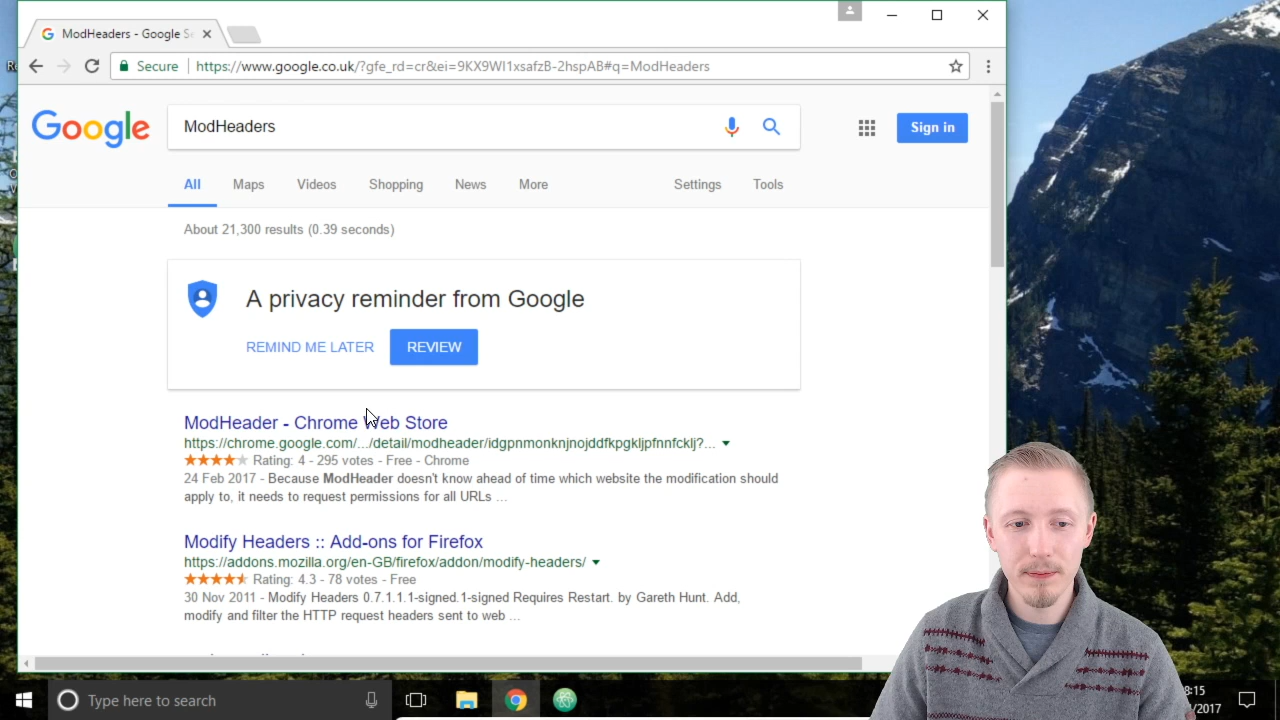 ModHeaders - Google Se
Secure
https://www.google.co.uk/?gfe_rd=cr&ei=9KX9WI1xsafzB-2hspAB#q=ModHeaders
Google
ModHeaders
Sign in
All Maps Videos Shopping News More Settings Tools
About 21,300 results (0.39 seconds)
A privacy reminder from Google
REMIND ME LATER REVIEW
ModHeader - Chrome Web Store
https://chrome.google.com/.../detail/modheader/idgpnmonknjnojddfkpgkljpfnnfcklj?...
Rating: 4 - 295 votes - Free - Chrome
24 Feb 2017 - Because ModHeader doesn't know ahead of time which website the modification should
apply to, it needs to request permissions for all URLs ...
Modify Headers :: Add-ons for Firefox
https://addons.mozilla.org/en-GB/firefox/addon/modify-headers/
Rating: 4.3 - 78 votes - Free
30 Nov 2011 - Modify Headers 0.7.1.1.1-signed.1-signed Requires Restart. by Gareth Hunt. Add,
modify and filter the HTTP request headers sent to web ...
Type here to search
8:15
/2017